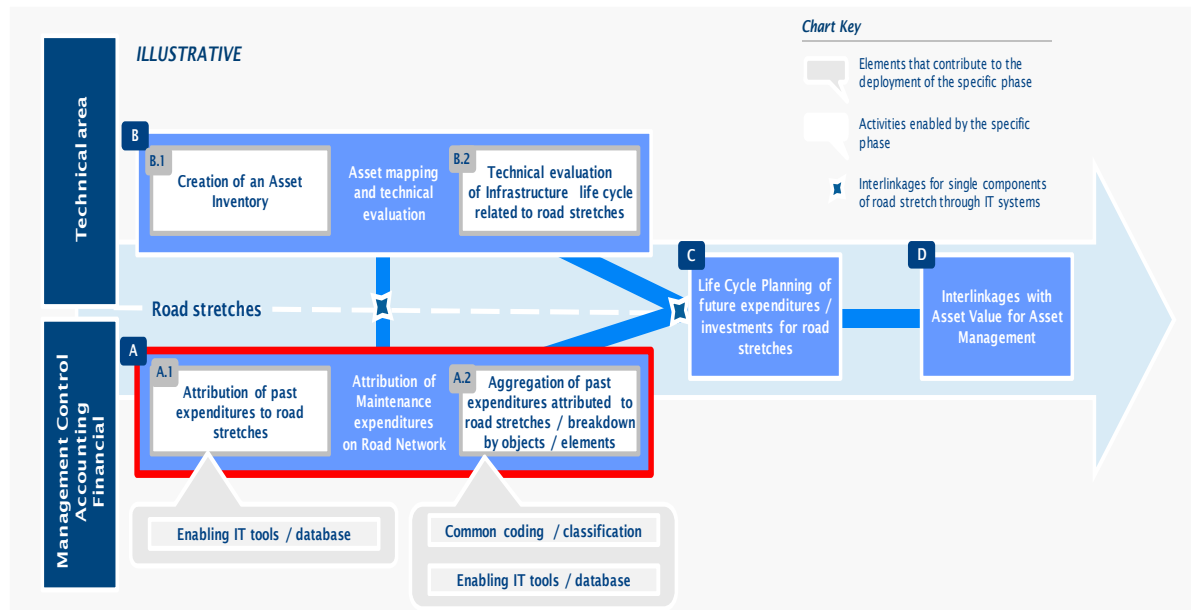 ILLUSTRATIVE
Chart Key
Elements that contribute to the
deployment of the specific phase
Activities enabled by the specific
phase
Interlinkages for single components
of road stretch through IT systems
Technical area
B
B.1
Creation of an Asset
Inventory
Asset mapping
and technical
evaluation
B.2
Technical evaluation
of Infrastructure life cycle
related to road stretches
Road stretches
C
Life Cycle Planning of
future expenditures /
investments for road
stretches
D
Interlinkages with
Asset Value for Asset
Management
Management Control
Accounting
Financial
A
A.1
Attribution of past
expenditures to road
stretches
Attribution of
Maintenance
expenditures
on Road Network
A.2
Aggregation of past
expenditures attributed to
road stretches / breakdown
by objects / elements
Enabling IT tools / database
Common coding / classification
Enabling IT tools / database